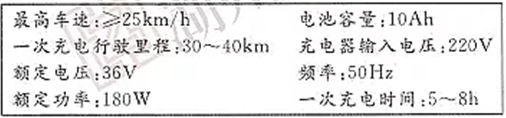 最高车速:≥25km/h 电池容量:10Ah
一次充电行驶里程:30～40km 充电器输入电压:220V
额定电压:36V 频率:50Hz
额定功率:180W 一次充电时间:5～8h